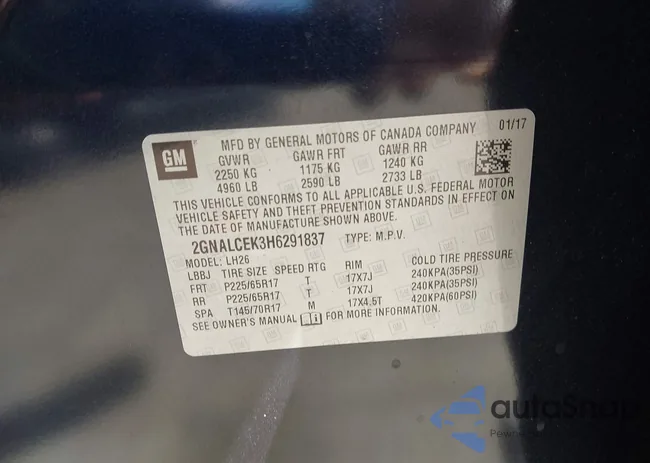 GM
MFD BY GENERAL MOTORS OF CANADA COMPANY 01/17
GVWR GAWR FRT GAWR RR
2250 KG 1175 KG 1240 KG
4960 LB 2590 LB 2733 LB
THIS VEHICLE CONFORMS TO ALL APPLICABLE U.S. FEDERAL MOTOR
VEHICLE SAFETY AND THEFT PREVENTION STANDARDS IN EFFECT ON
THE DATE OF MANUFACTURE SHOWN ABOVE.
2GNALCEK3H6291837 TYPE: M.P.V.
MODEL: LH26
LBBJ TIRE SIZE SPEED RTG RIM COLD TIRE PRESSURE
FRT P225/65R17 T 17X7J 240KPA(35PSI)
RR P225/65R17 T 17X7J 240KPA(35PSI)
SPA T145/70R17 M 17X4.5T 420KPA(60PSI)
SEE OWNER'S MANUAL FOR MORE INFORMATION.
autoSnap
Powered